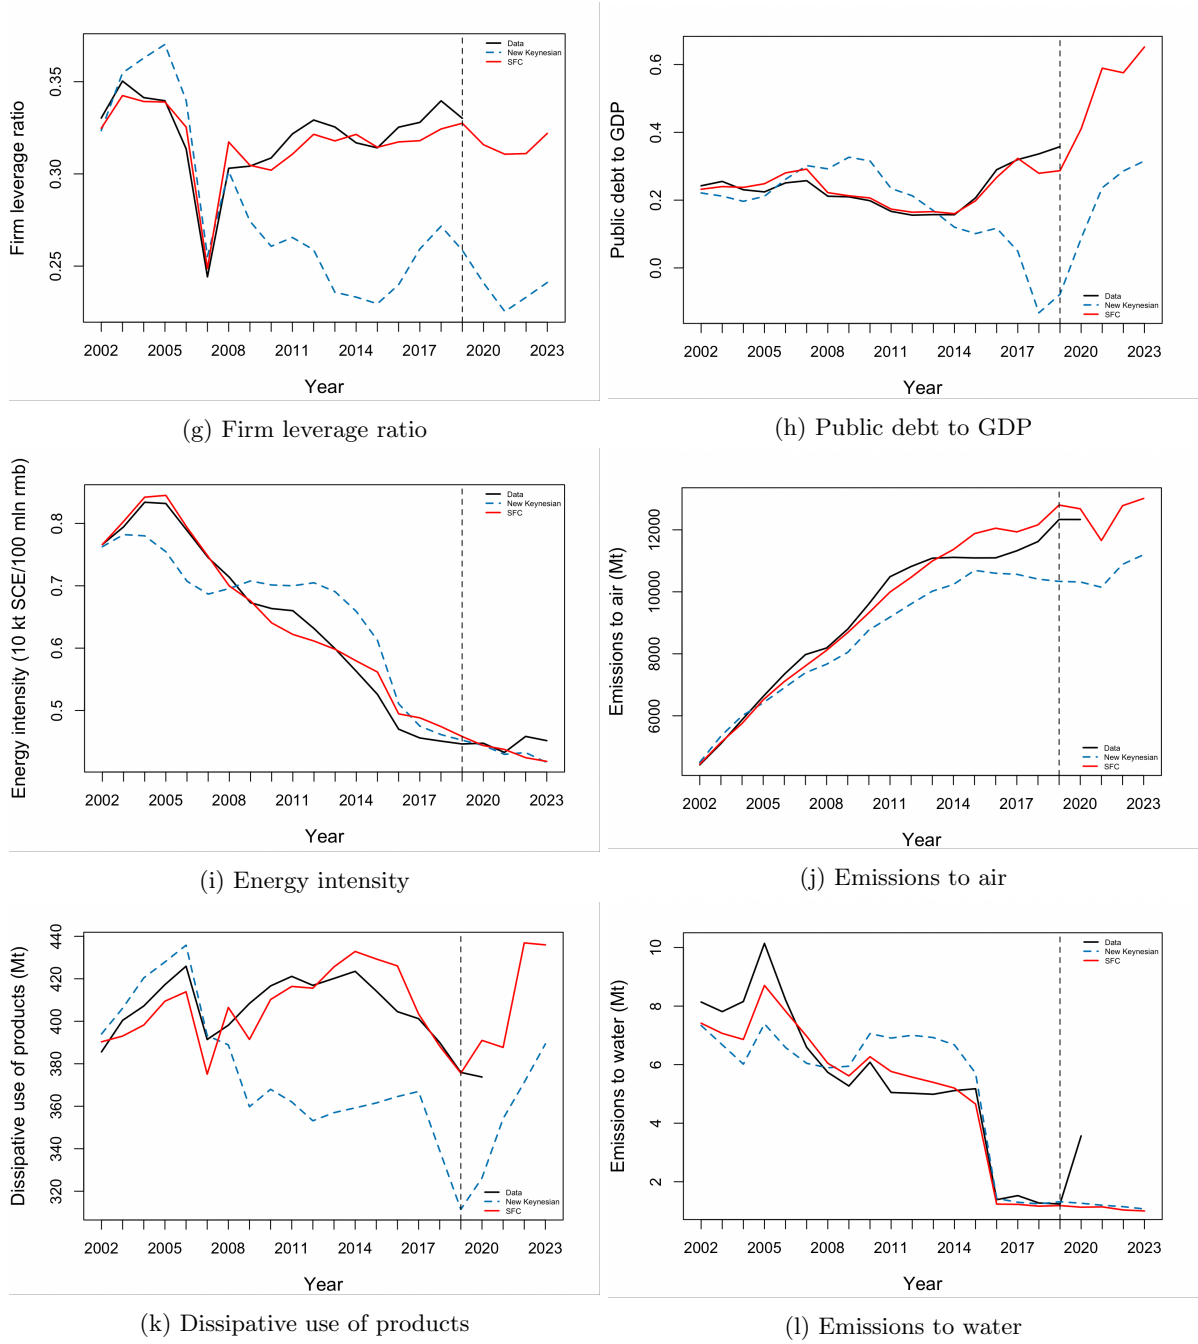 Firm leverage ratio
0.35
0.30
0.25
Data
New Keynesian
SFC
2002 2005 2008 2011 2014 2017 2020 2023
Year
(g) Firm leverage ratio
Public debt to GDP
0.6
0.4
0.2
0.0
Data
New Keynesian
SFC
2002 2005 2008 2011 2014 2017 2020 2023
Year
(h) Public debt to GDP
Energy intensity (10 kt SCE/100 mln rmb)
0.8
0.7
0.6
0.5
Data
New Keynesian
SFC
2002 2005 2008 2011 2014 2017 2020 2023
Year
(i) Energy intensity
Emissions to air (Mt)
12000
10000
8000
6000
Data
New Keynesian
SFC
2002 2005 2008 2011 2014 2017 2020 2023
Year
(j) Emissions to air
Dissipative use of products (Mt)
440
420
400
380
360
340
320
Data
New Keynesian
SFC
2002 2005 2008 2011 2014 2017 2020 2023
Year
(k) Dissipative use of products
Emissions to water (Mt)
10
8
6
4
2
Data
New Keynesian
SFC
2002 2005 2008 2011 2014 2017 2020 2023
Year
(l) Emissions to water